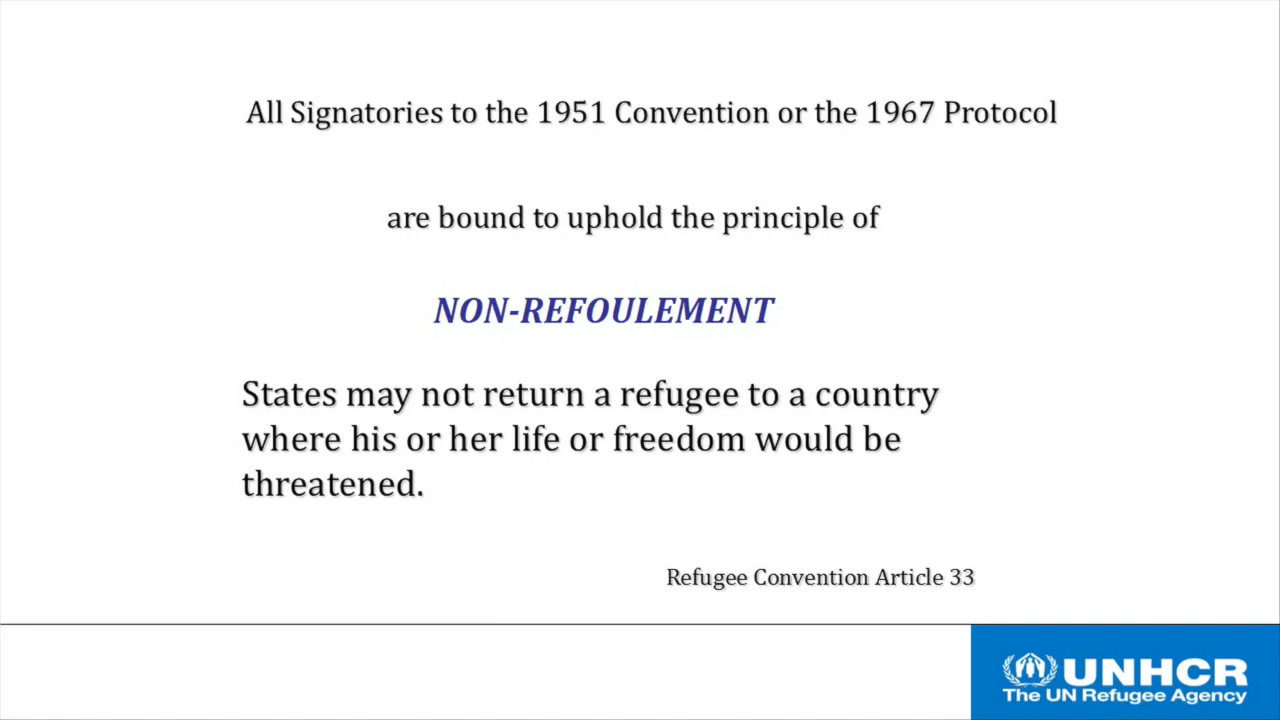 All Signatories to the 1951 Convention or the 1967 Protocol
are bound to uphold the principle of
NON-REFOULEMENT
States may not return a refugee to a country
where his or her life or freedom would be
threatened.
Refugee Convention Article 33
UNHCR
The UN Refugee Agency